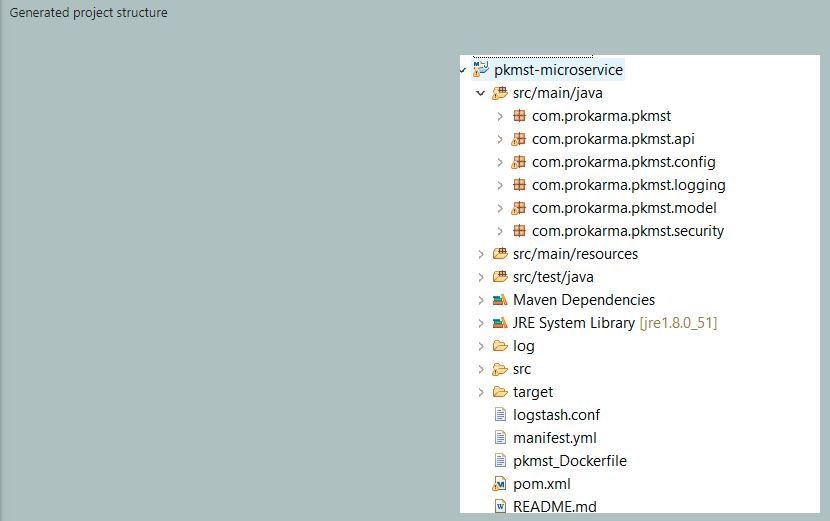 Generated project structure
pkmst-microservice
src/main/java
com.prokarma.pkmst
com.prokarma.pkmst.api
com.prokarma.pkmst.config
com.prokarma.pkmst.logging
com.prokarma.pkmst.model
com.prokarma.pkmst.security
src/main/resources
src/test/java
Maven Dependencies
JRE System Library [jre1.8.0_51]
log
src
target
logstash.conf
manifest.yml
pkmst_Dockerfile
pom.xml
README.md